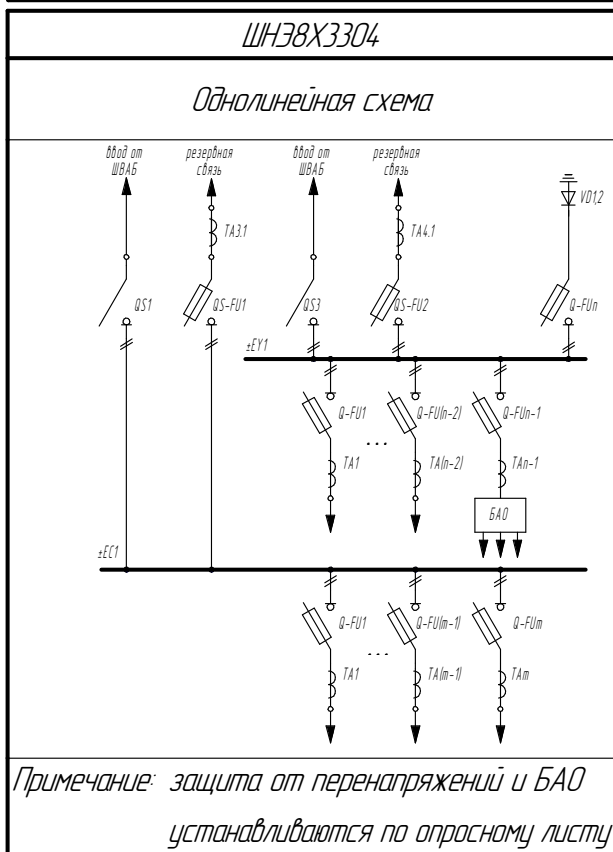 ШНЭ8Х3304
Однолинейная схема
ввод от
ШВАБ
резервная
связь
ввод от
ШВАБ
резервная
связь
VD1,2
TA3.1
TA4.1
QS1
QS-FU1
QS3
QS-FU2
Q-FUn
±EY1
Q-FU1
Q-FU(n-2)
Q-FUn-1
...
TA1
TA(n-2)
TAn-1
БАО
±EC1
Q-FU1
Q-FU(m-1)
Q-FUm
...
TA1
TA(m-1)
TAm
Примечание: защита от перенапряжений и БАО
устанавливаются по опросному листу